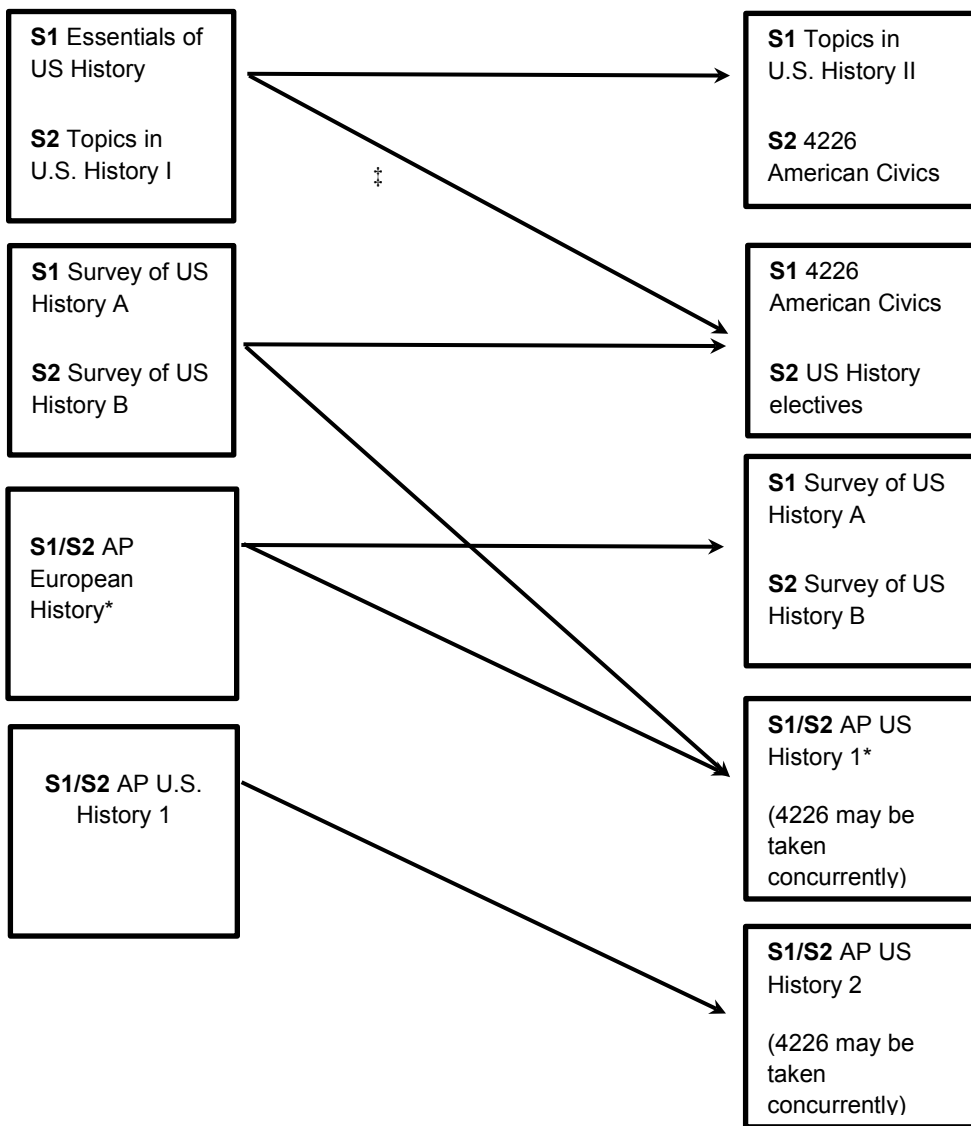 S1 Essentials of
US History
S2 Topics in
U.S. History I
‡
S1 Survey of US
History A
S2 Survey of US
History B
S1/S2 AP
European
History*
S1/S2 AP U.S.
History 1
S1 Topics in
U.S. History II
S2 4226
American Civics
S1 4226
American Civics
S2 US History
electives
S1 Survey of US
History A
S2 Survey of US
History B
S1/S2 AP US
History 1*
(4226 may be
taken
concurrently)
S1/S2 AP US
History 2
(4226 may be
taken
concurrently)